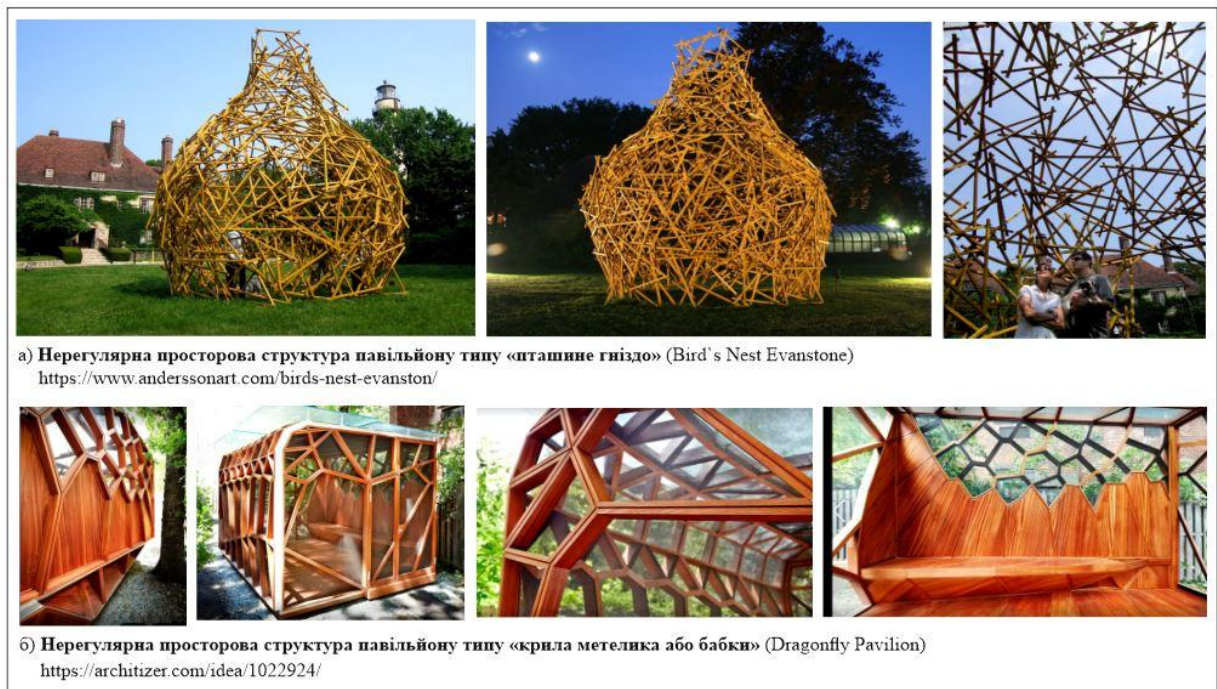 а) Нерегулярна просторова структура павільйону типу «пташине гніздо» (Bird`s Nest Evanstone)
https://www.anderssonart.com/birds-nest-evanston/
б) Нерегулярна просторова структура павільйону типу «крила метелика або бабки» (Dragonfly Pavilion)
https://architizer.com/idea/1022924/